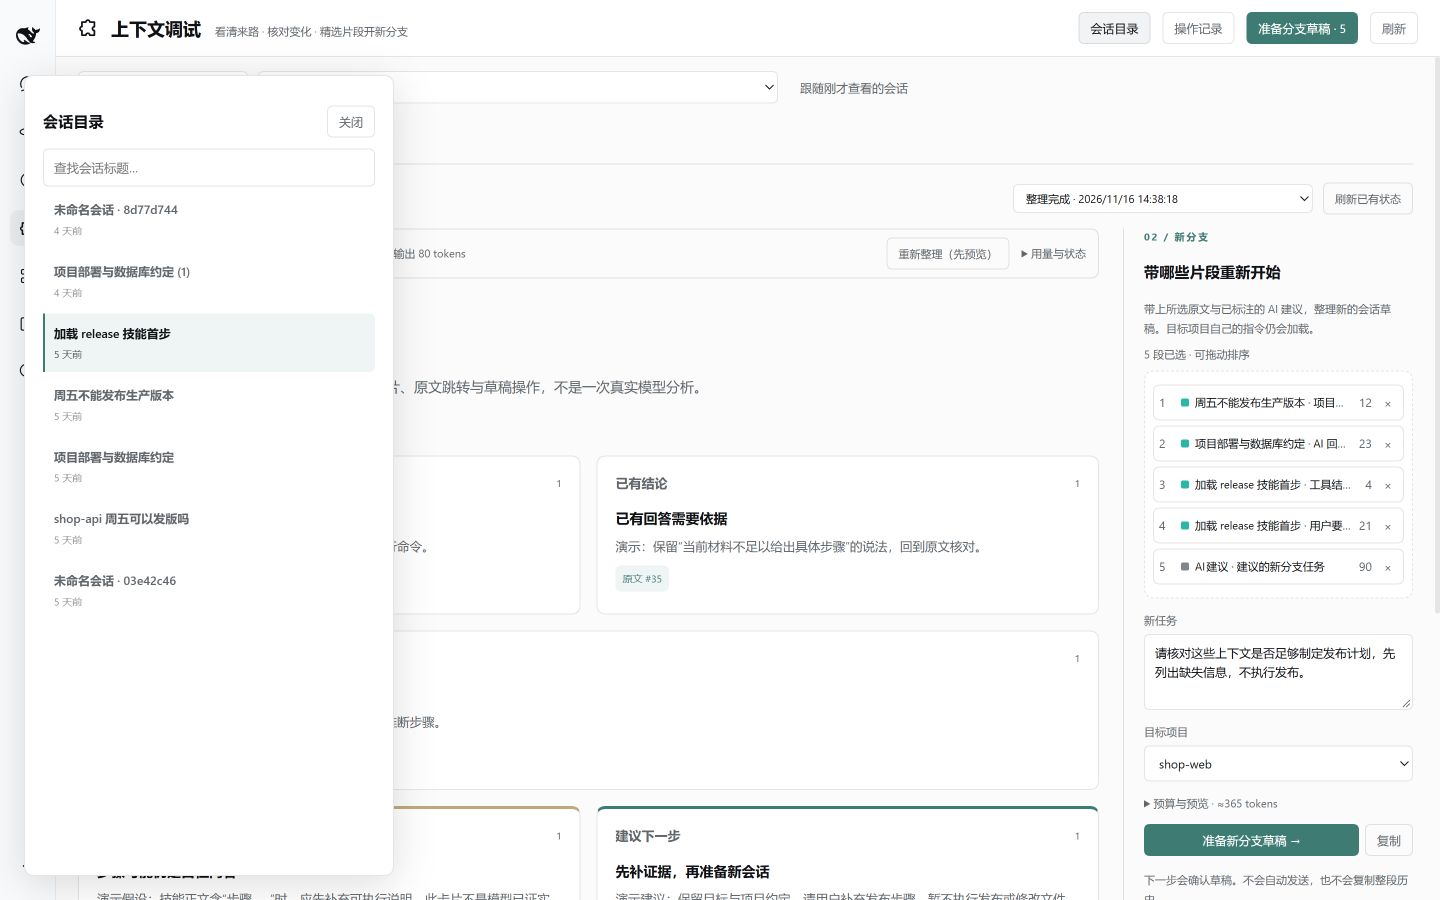 上下文调试
看清来路 · 核对变化 · 精选片段开新分支
会话目录
操作记录
准备分支草稿 · 5
刷新
跟随刚才查看的会话
会话目录
关闭
查找会话标题...
未命名会话 · 8d77d744
4 天前
项目部署与数据库约定 (1)
4 天前
加载 release 技能首步
5 天前
周五不能发布生产版本
5 天前
项目部署与数据库约定
5 天前
shop-api 周五可以发版吗
5 天前
未命名会话 · 03e42c46
5 天前
整理完成 · 2026/11/16 14:38:18
刷新已有状态
输出 80 tokens
重新整理（先预览）
用量与状态
、原文跳转与草稿操作，不是一次真实模型分析。
1
命令。
已有结论
1
已有回答需要依据
演示：保留“当前材料不足以给出具体步骤”的说法，回到原文核对。
原文 #35
1
断步骤。
1
建议下一步
1
先补证据，再准备新会话
02 / 新分支
带哪些片段重新开始
带上所选原文与已标注的 AI 建议，整理新的会话草
稿。目标项目自己的指令仍会加载。
5 段已选 · 可拖动排序
1 周五不能发布生产版本 · 项目... 12 ×
2 项目部署与数据库约定 · AI 回... 23 ×
3 加载 release 技能首步 · 工具结... 4 ×
4 加载 release 技能首步 · 用户要... 21 ×
5 AI建议 · 建议的新分支任务 90 ×
新任务
请核对这些上下文是否足够制定发布计划，先
列出缺失信息，不执行发布。
目标项目
shop-web
预算与预览 · ≈365 tokens
准备新分支草稿 →
复制
下一步会确认草稿。不会自动发送，也不会复制整段历